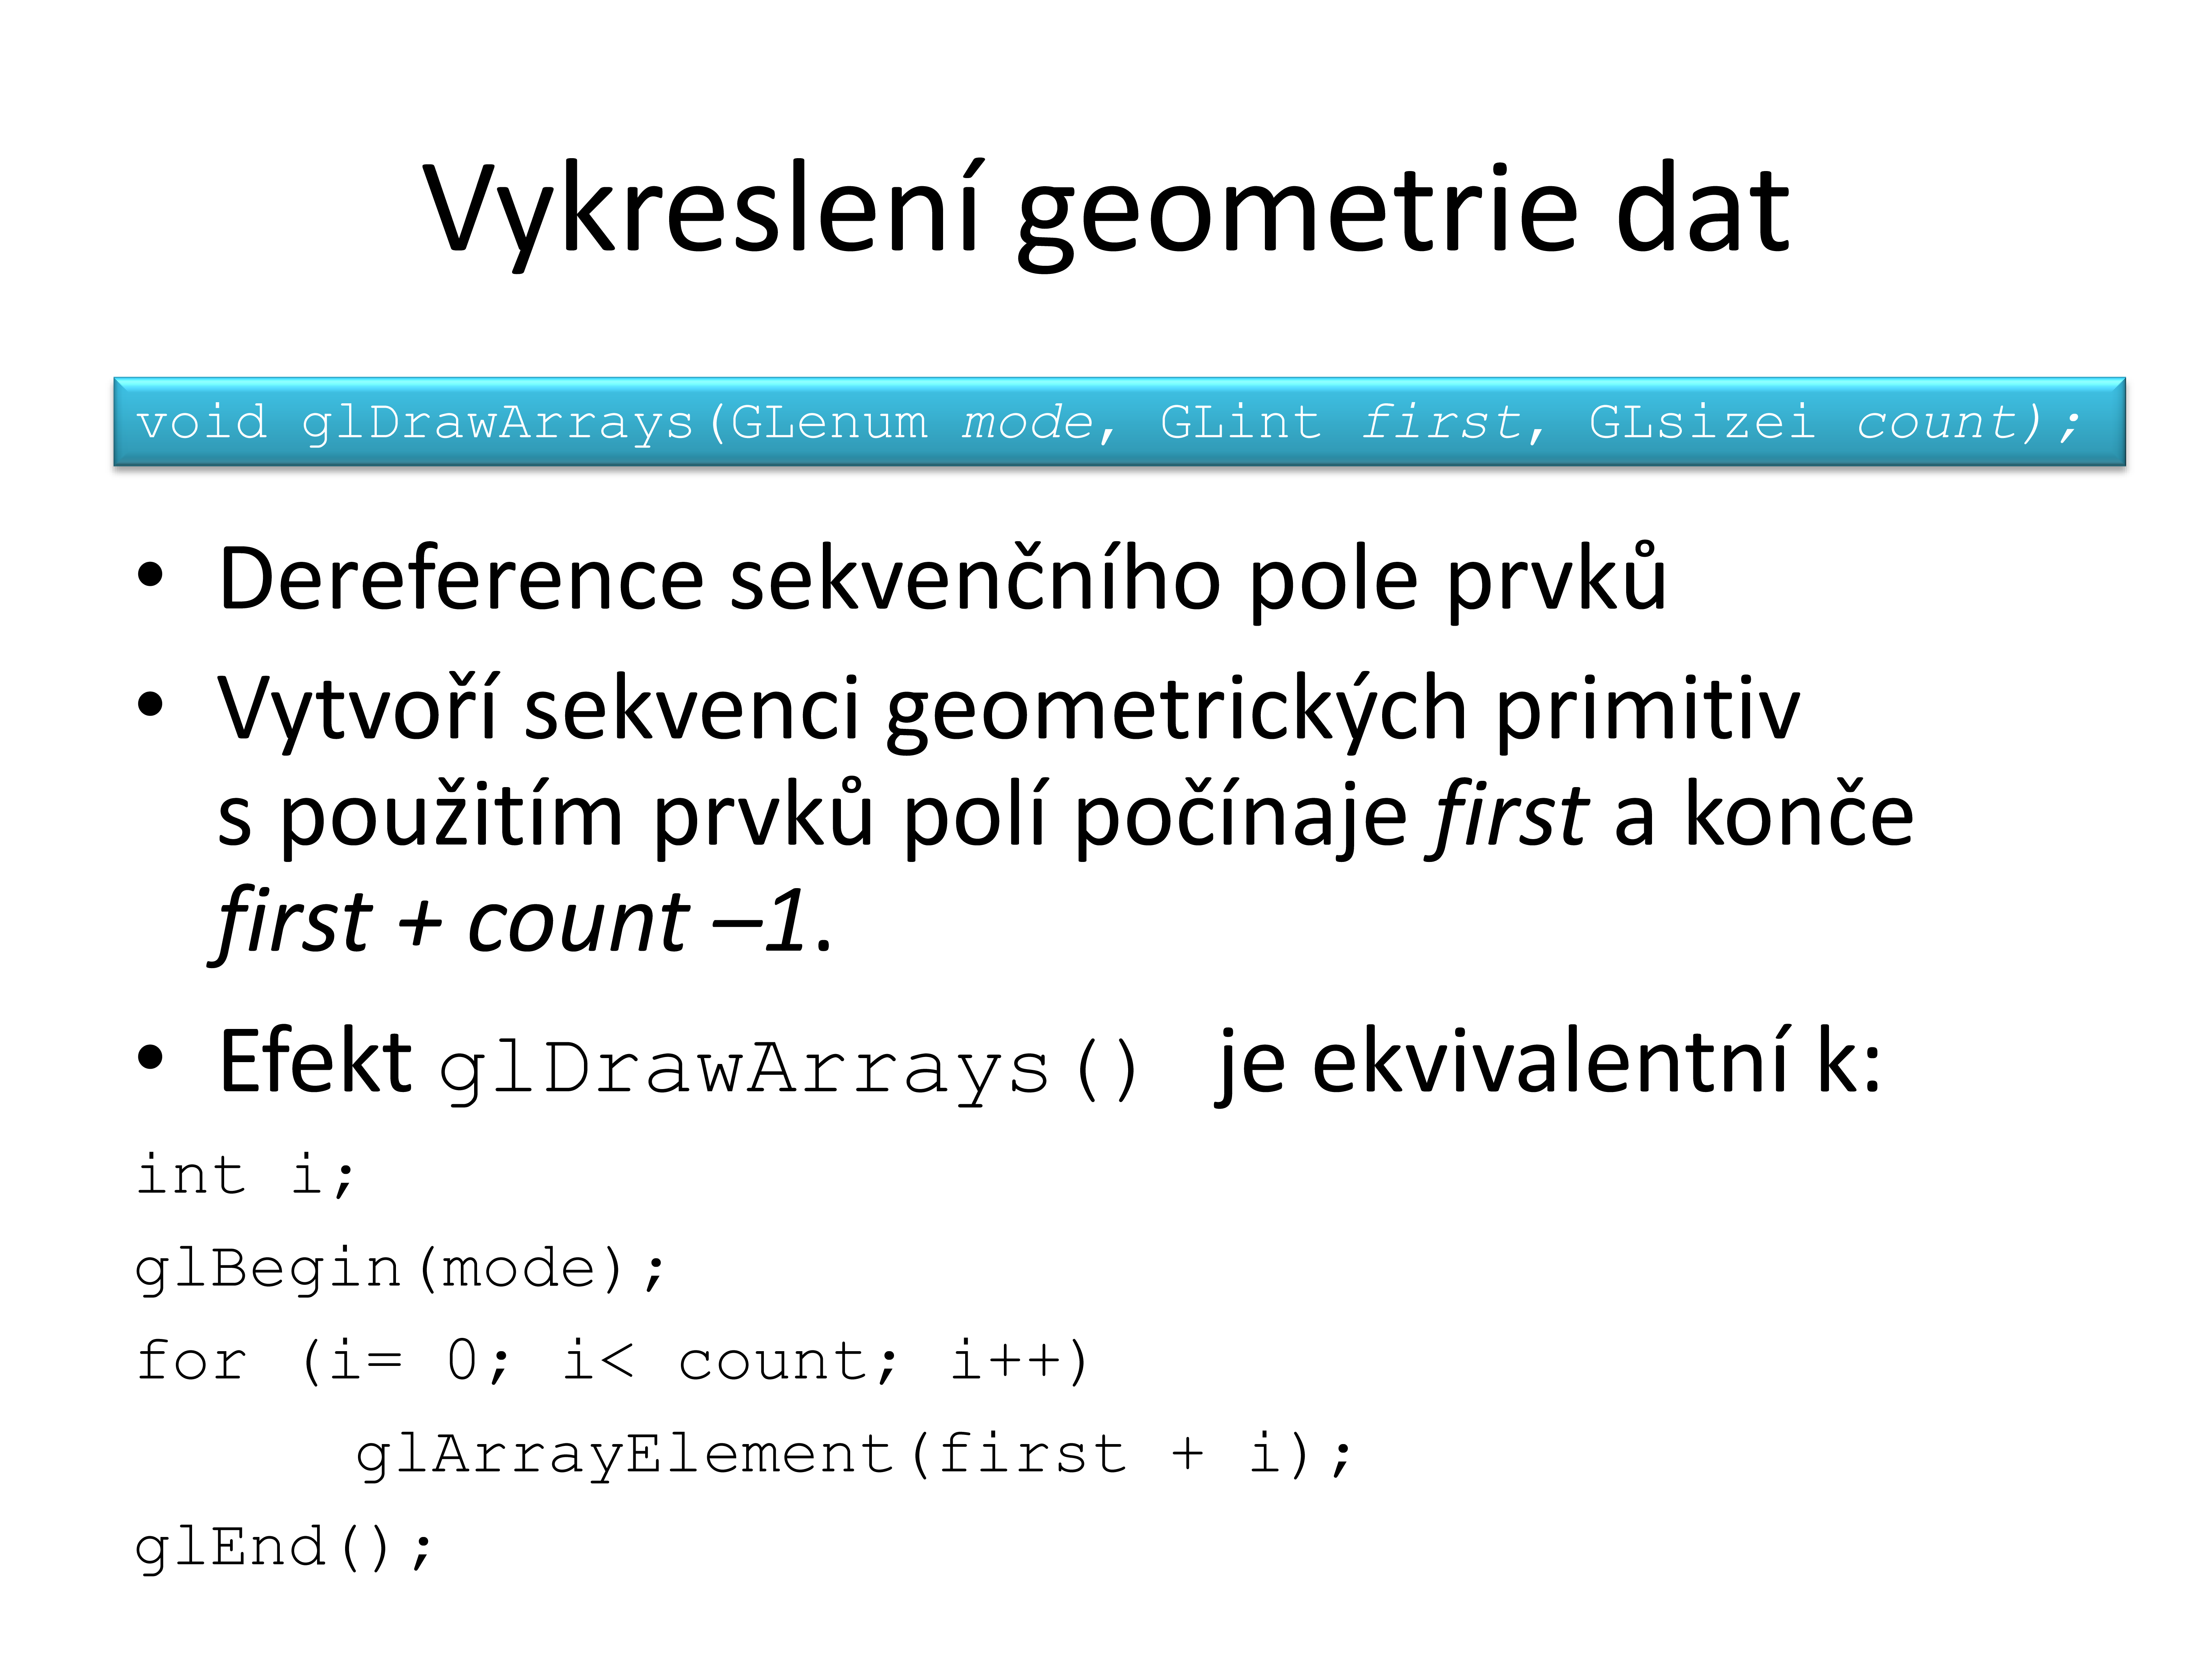 Vykreslení geometrie dat
void glDrawArrays(GLenum mode, GLint first, GLsizei count);
• Dereference sekvenčního pole prvků
• Vytvoří sekvenci geometrických primitiv
s použitím prvků polí počínaje first a konče
first + count –1.
• Efekt glDrawArrays() je ekvivalentní k:
int i;
glBegin(mode);
for (i= 0; i< count; i++)
glArrayElement(first + i);
glEnd();